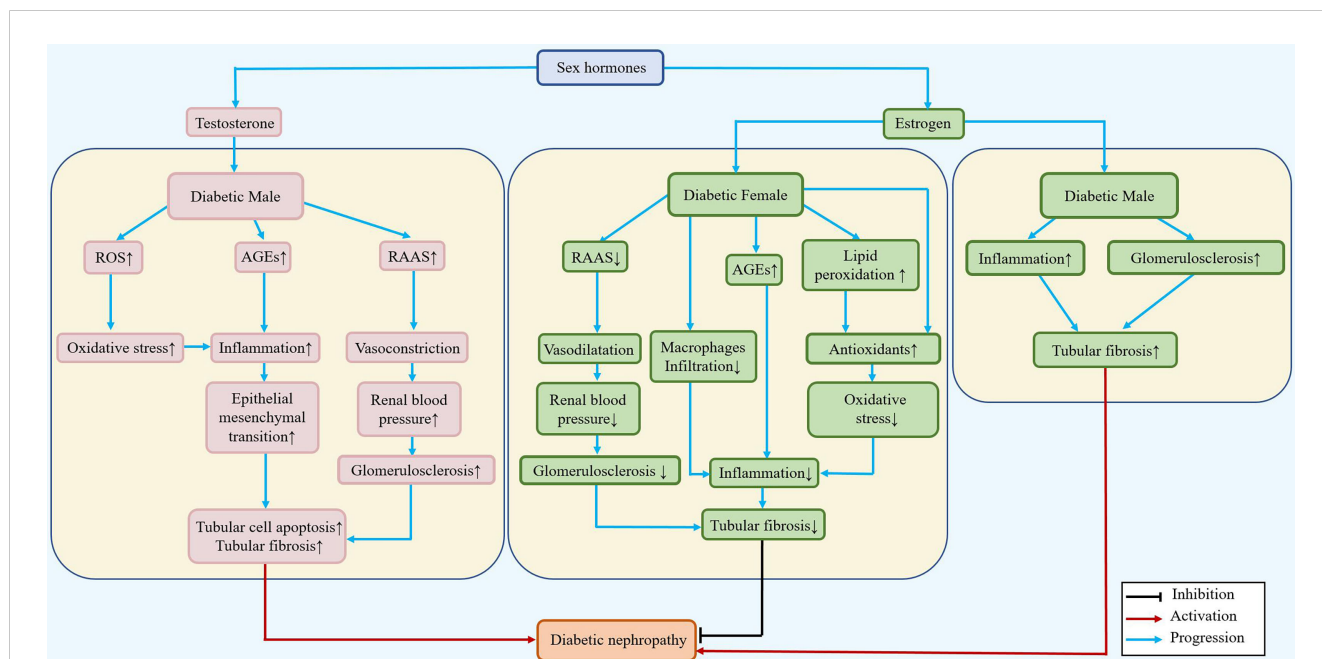 Sex hormones
Testosterone
Estrogen
Diabetic Male
ROS↑
AGEs↑
RAAS↑
Oxidative stress↑
Inflammation↑
Vasoconstriction
Epithelial
mesenchymal
transition↑
Renal blood
pressure↑
Glomerulosclerosis↑
Tubular cell apoptosis↑
Tubular fibrosis↑
Diabetic Female
RAAS↓
AGEs↑
Lipid
peroxidation ↑
Vasodilatation
Macrophages
Infiltration↓
Antioxidants↑
Renal blood
pressure↓
Oxidative
stress↓
Glomerulosclerosis ↓
Inflammation↓
Tubular fibrosis↓
Diabetic Male
Inflammation↑
Glomerulosclerosis↑
Tubular fibrosis↑
Diabetic nephropathy
Inhibition
Activation
Progression